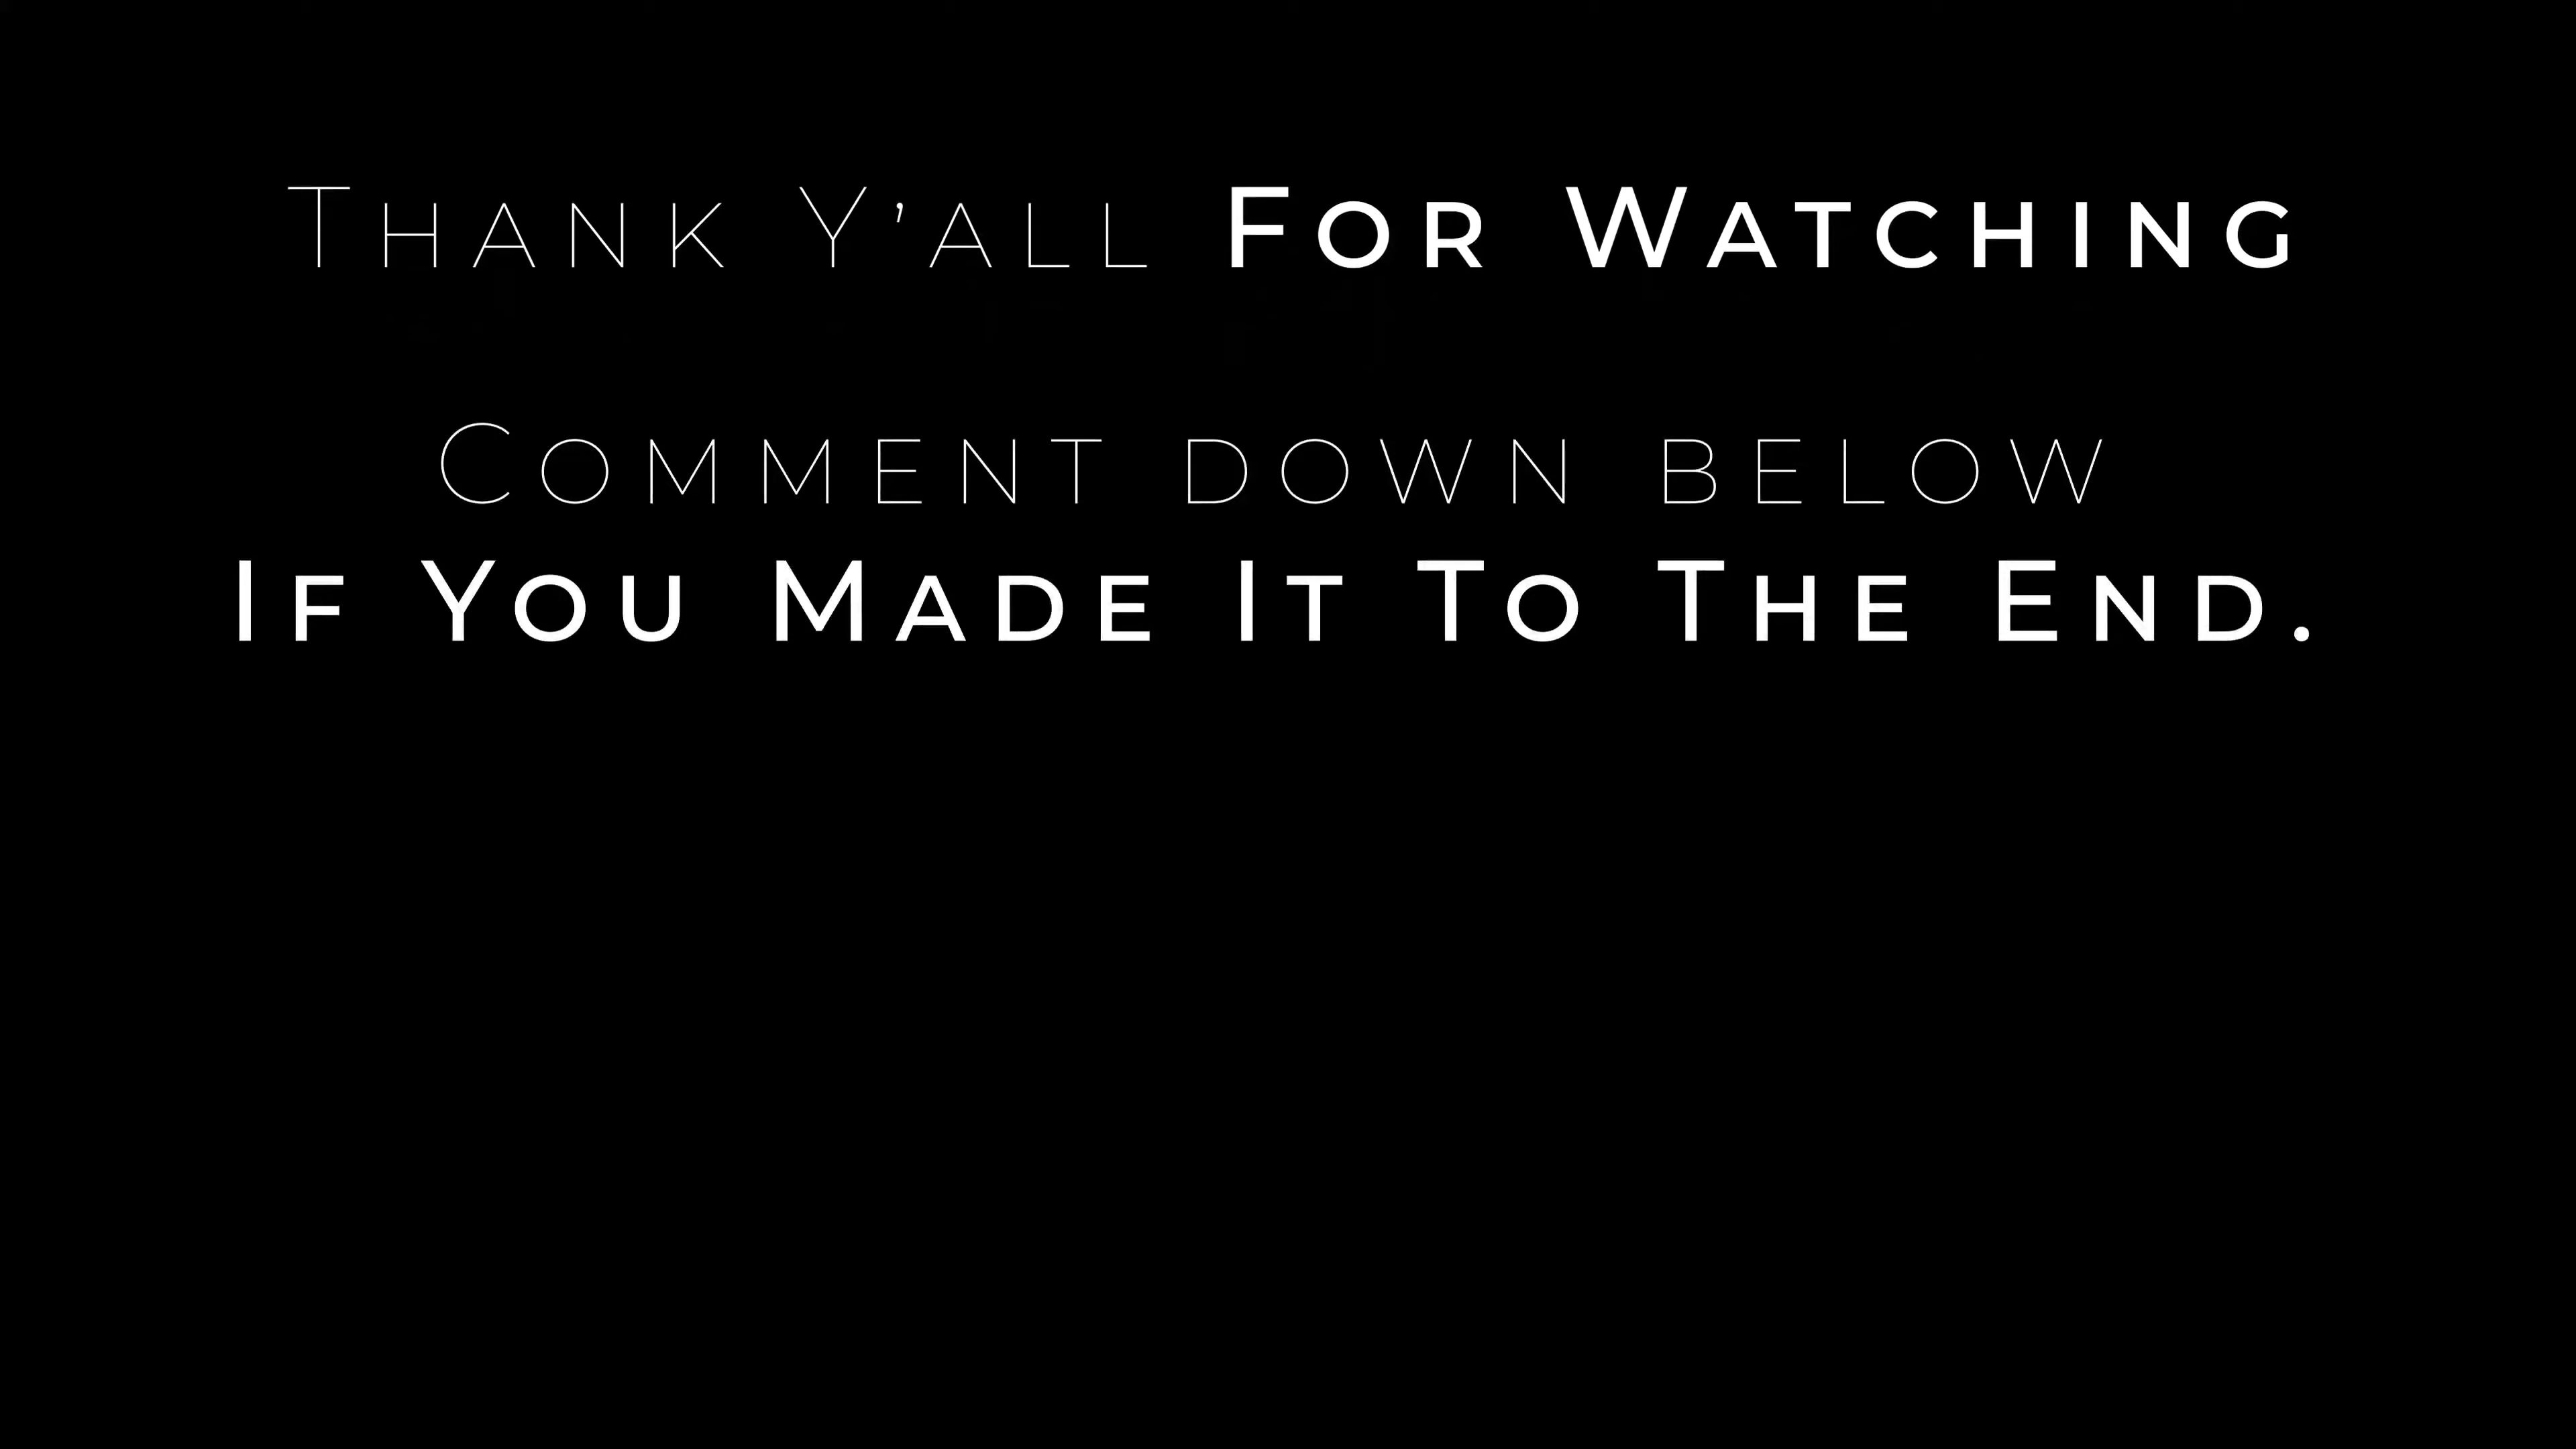 Thank Y’all For Watching
Comment down below
If You Made It To The End.